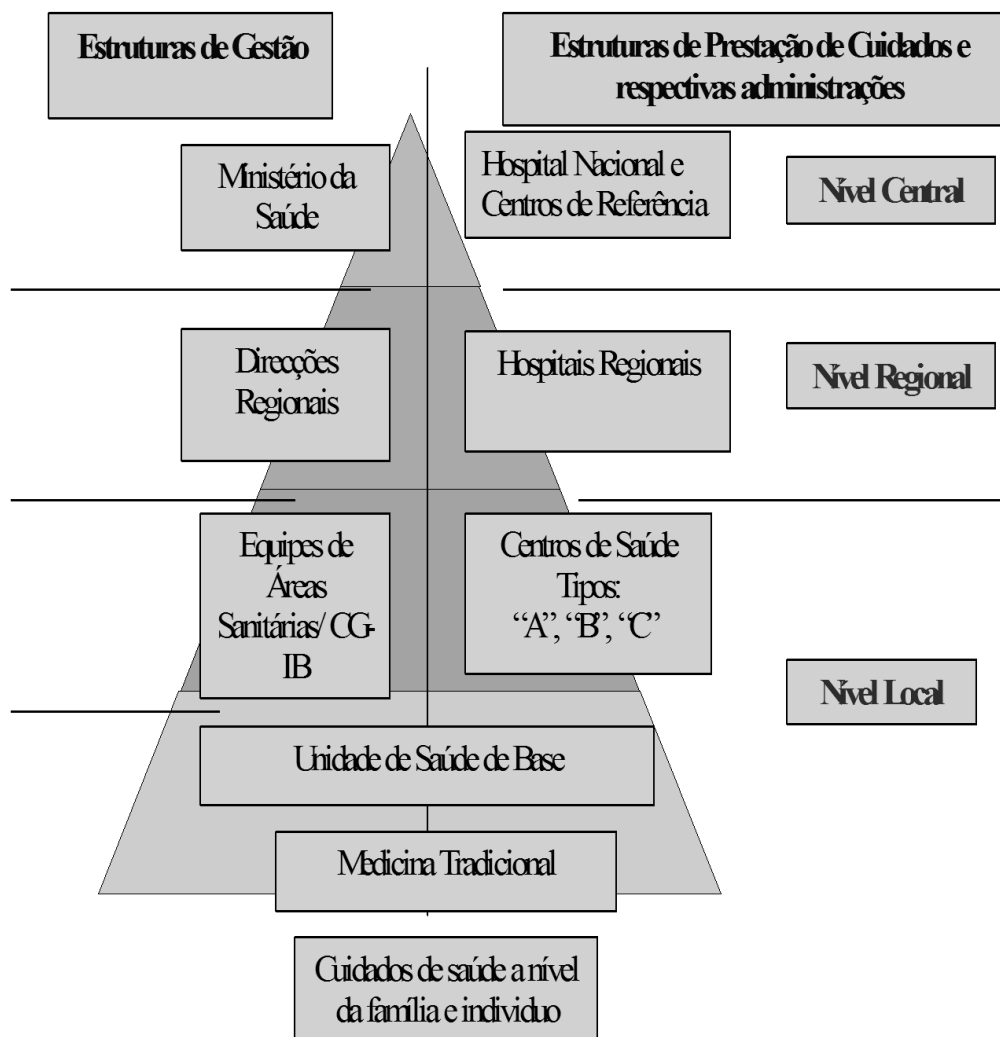 Estruturas de Gestão
Estruturas de Prestação de Cuidados e
respectivas administrações
Ministério da
Saúde
Hospital Nacional e
Centros de Referência
Nível Central
Direcções
Regionais
Hospitais Regionais
Nível Regional
Equipes de
Áreas
Sanitárias/ CG-
IB
Centros de Saúde
Tipos:
“A”, “B”, “C”
Nível Local
Unidade de Saúde de Base
Medicina Tradicional
Cuidados de saúde a nível
da família e individuo